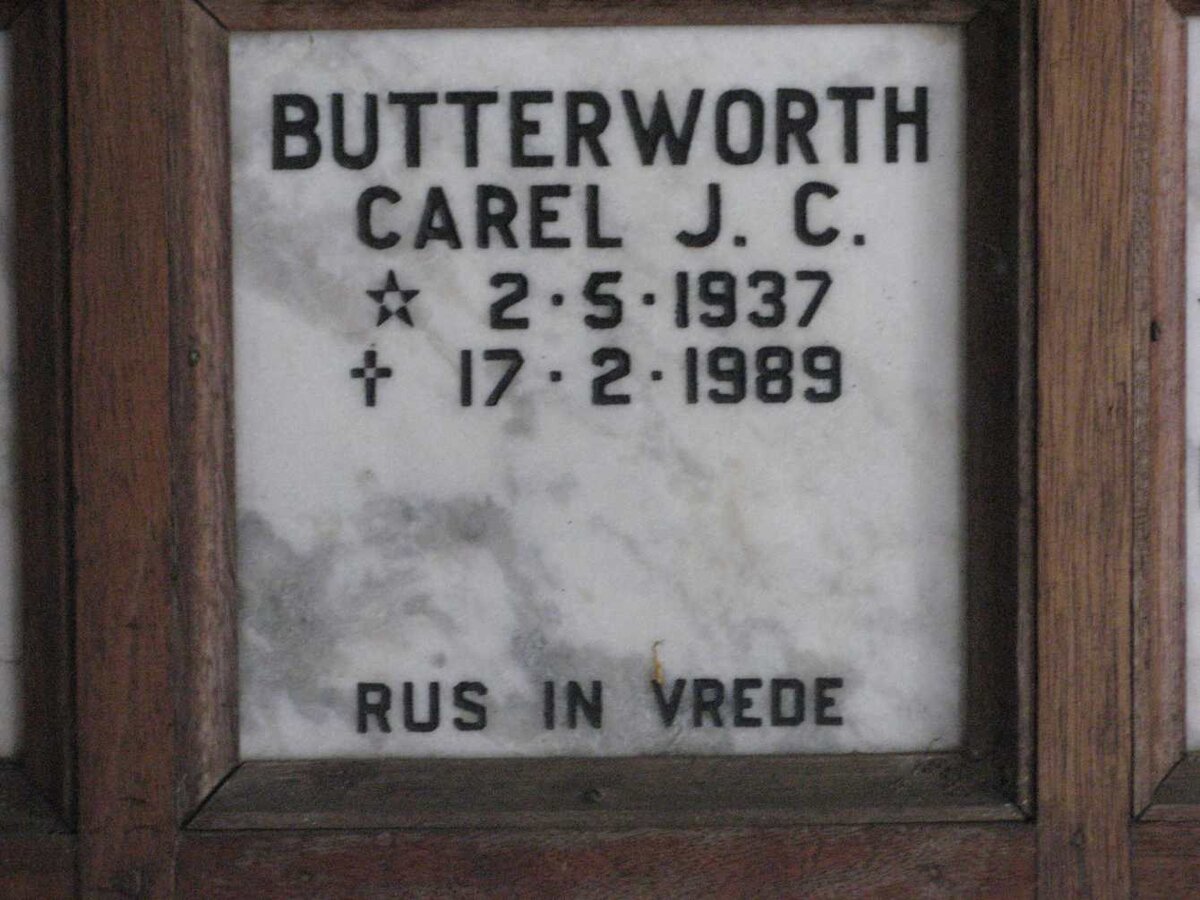 BUTTERWORTH
CAREL J. C.
★ 2·5·1937
✝ 17·2·1989
RUS IN VREDE